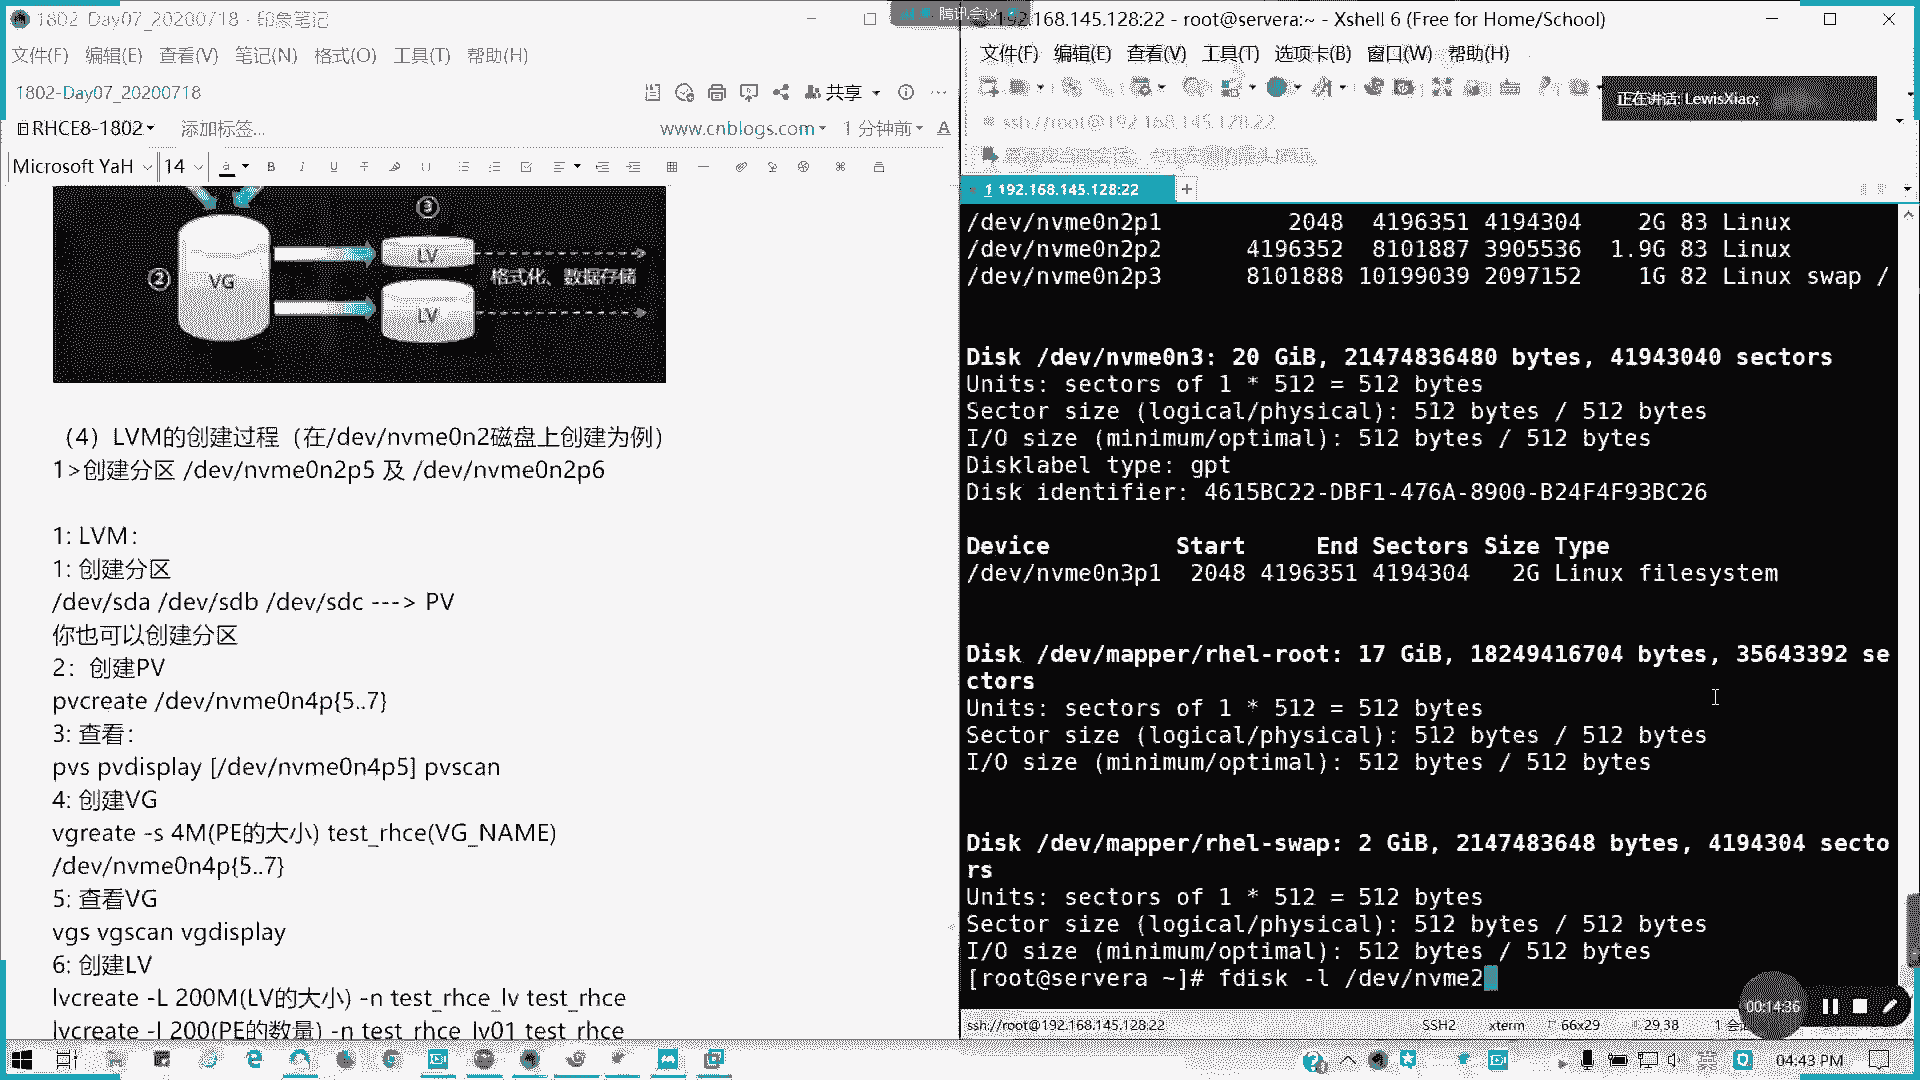 1802-Day07_20200718 - 印象笔记
文件(F) 编辑(E) 查看(V) 笔记(N) 格式(O) 工具(T) 帮助(H)
1802-Day07_20200718
共享
RHCE8-1802
添加标签...
www.cnblogs.com
1 分钟前
Microsoft YaH
14
②
VG
③
LV
LV
格式化、数据存储
（4）LVM的创建过程（在/dev/nvme0n2磁盘上创建为例）
1>创建分区 /dev/nvme0n2p5 及 /dev/nvme0n2p6
1: LVM：
1: 创建分区
/dev/sda /dev/sdb /dev/sdc ---> PV
你也可以创建分区
2：创建PV
pvcreate /dev/nvme0n4p{5..7}
3: 查看：
pvs pvdisplay [/dev/nvme0n4p5] pvscan
4: 创建VG
vgreate -s 4M(PE的大小) test_rhce(VG_NAME)
/dev/nvme0n4p{5..7}
5: 查看VG
vgs vgscan vgdisplay
6: 创建LV
lvcreate -L 200M(LV的大小) -n test_rhce_lv test_rhce
lvcreate -l 200(PE的数量) -n test_rhce_lv01 test_rhce
腾讯会议
192.168.145.128:22 - root@servera:~ - Xshell 6 (Free for Home/School)
文件(F) 编辑(E) 查看(V) 工具(T) 选项卡(B) 窗口(W) 帮助(H)
正在讲话: LewisXiao;
ssh://root@192.168.145.128:22
1 192.168.145.128:22
/dev/nvme0n2p1 2048 4196351 4194304 2G 83 Linux
/dev/nvme0n2p2 4196352 8101887 3905536 1.9G 83 Linux
/dev/nvme0n2p3 8101888 10199039 2097152 1G 82 Linux swap /
Disk /dev/nvme0n3: 20 GiB, 21474836480 bytes, 41943040 sectors
Units: sectors of 1 * 512 = 512 bytes
Sector size (logical/physical): 512 bytes / 512 bytes
I/O size (minimum/optimal): 512 bytes / 512 bytes
Disklabel type: gpt
Disk identifier: 4615BC22-DBF1-476A-8900-B24F4F93BC26
Device Start End Sectors Size Type
/dev/nvme0n3p1 2048 4196351 4194304 2G Linux filesystem
Disk /dev/mapper/rhel-root: 17 GiB, 18249416704 bytes, 35643392 se
ctors
Units: sectors of 1 * 512 = 512 bytes
Sector size (logical/physical): 512 bytes / 512 bytes
I/O size (minimum/optimal): 512 bytes / 512 bytes
Disk /dev/mapper/rhel-swap: 2 GiB, 2147483648 bytes, 4194304 secto
rs
Units: sectors of 1 * 512 = 512 bytes
Sector size (logical/physical): 512 bytes / 512 bytes
I/O size (minimum/optimal): 512 bytes / 512 bytes
[root@servera ~]# fdisk -l /dev/nvme2
00:14:36
ssh://root@192.168.145.128:22
SSH2
xterm
66x29
29,38
04:43 PM